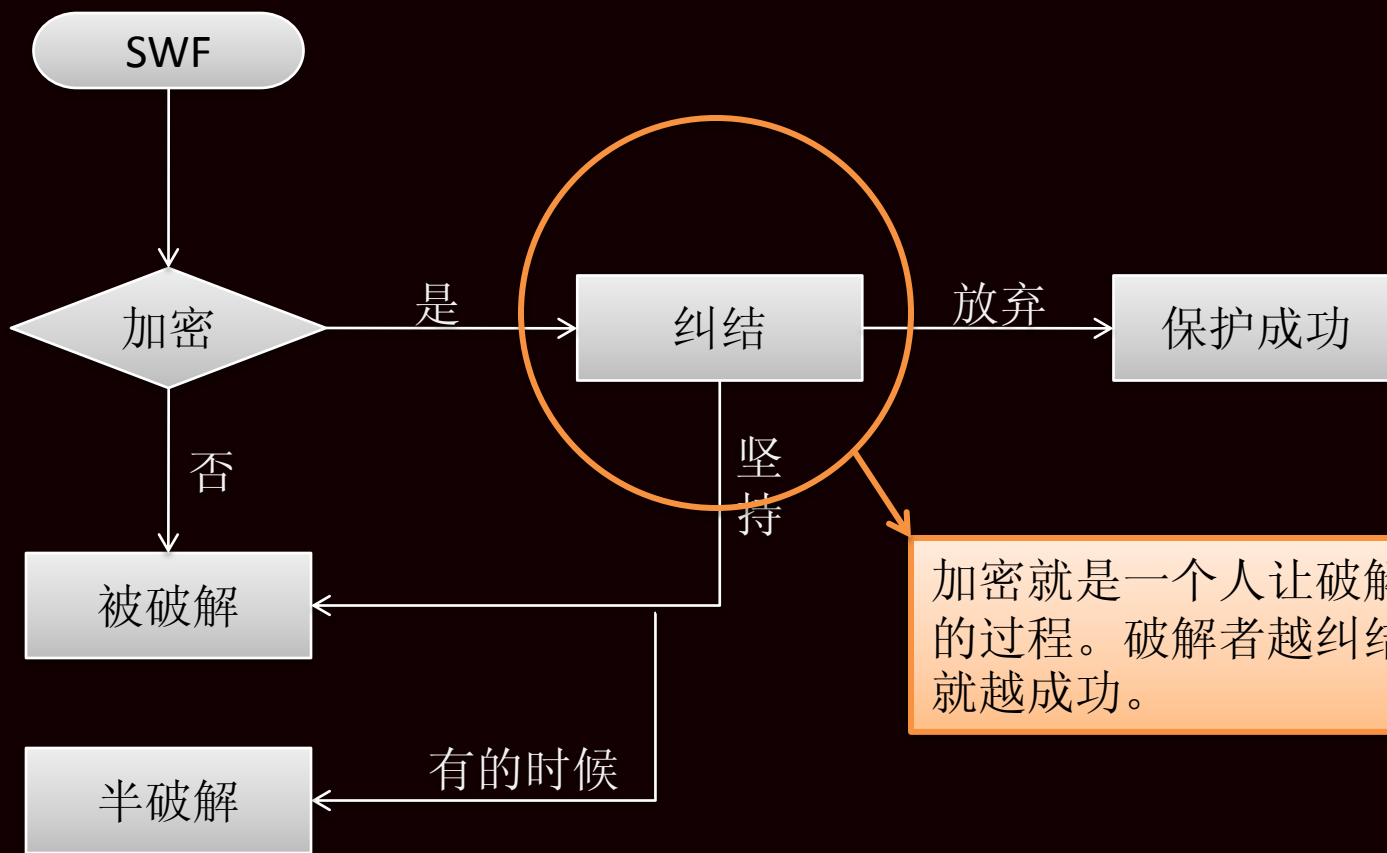 SWF
加密
是
纠结
放弃
保护成功
否
坚
持
被破解
加密就是一个人让破解
的过程。破解者越纠结
就越成功。
有的时候
半破解